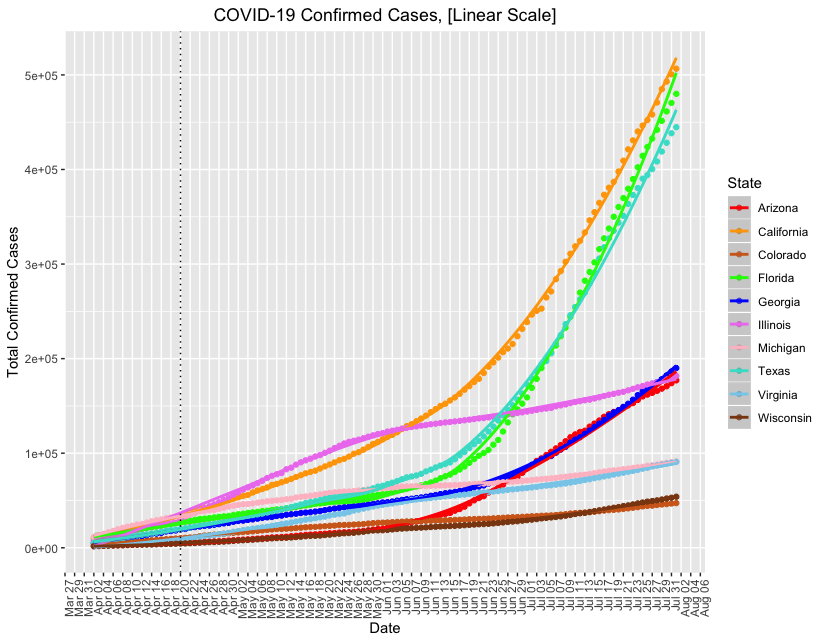 COVID-19 Confirmed Cases, [Linear Scale]
Total Confirmed Cases
5e+05
4e+05
3e+05
2e+05
1e+05
0e+00
Mar 27
Mar 29
Mar 31
Apr 02
Apr 04
Apr 06
Apr 08
Apr 10
Apr 12
Apr 14
Apr 16
Apr 18
Apr 20
Apr 22
Apr 24
Apr 26
Apr 28
Apr 30
May 02
May 04
May 06
May 08
May 10
May 12
May 14
May 16
May 18
May 20
May 22
May 24
May 26
May 28
May 30
Jun 01
Jun 03
Jun 05
Jun 07
Jun 09
Jun 11
Jun 13
Jun 15
Jun 17
Jun 19
Jun 21
Jun 23
Jun 25
Jun 27
Jun 29
Jul 01
Jul 03
Jul 05
Jul 07
Jul 09
Jul 11
Jul 13
Jul 15
Jul 17
Jul 19
Jul 21
Jul 23
Jul 25
Jul 27
Jul 29
Jul 31
Aug 02
Aug 04
Aug 06
Date
State
Arizona
California
Colorado
Florida
Georgia
Illinois
Michigan
Texas
Virginia
Wisconsin